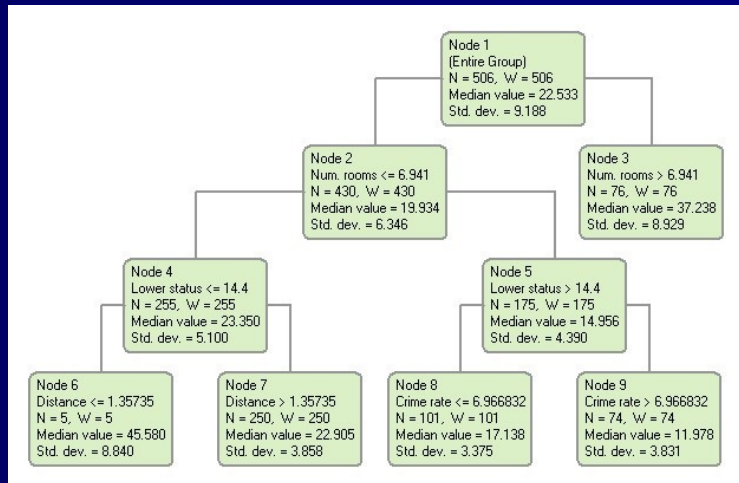 Node 1
(Entire Group)
N = 506, W = 506
Median value = 22.533
Std. dev. = 9.188
Node 2
Num. rooms <= 6.941
N = 430, W = 430
Median value = 19.934
Std. dev. = 6.346
Node 3
Num. rooms > 6.941
N = 76, W = 76
Median value = 37.238
Std. dev. = 8.929
Node 4
Lower status <= 14.4
N = 255, W = 255
Median value = 23.350
Std. dev. = 5.100
Node 5
Lower status > 14.4
N = 175, W = 175
Median value = 14.956
Std. dev. = 4.390
Node 6
Distance <= 1.35735
N = 5, W = 5
Median value = 45.580
Std. dev. = 8.840
Node 7
Distance > 1.35735
N = 250, W = 250
Median value = 22.905
Std. dev. = 3.858
Node 8
Crime rate <= 6.966832
N = 101, W = 101
Median value = 17.138
Std. dev. = 3.375
Node 9
Crime rate > 6.966832
N = 74, W = 74
Median value = 11.978
Std. dev. = 3.831